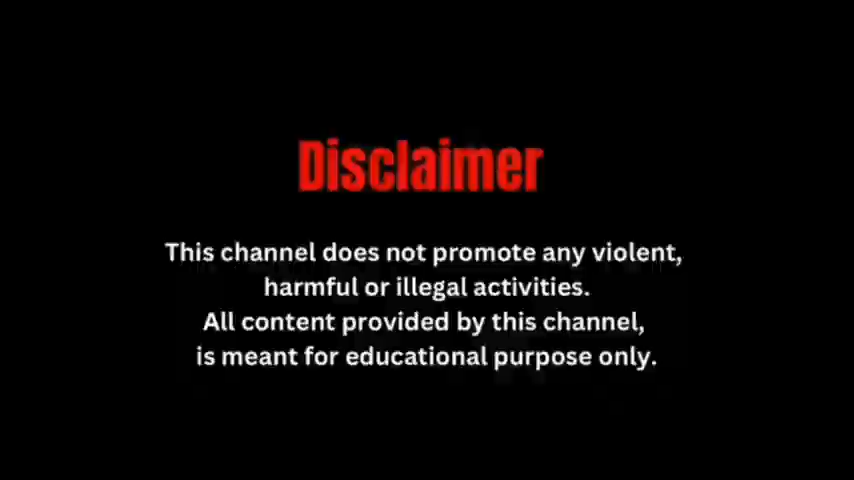 Disclaimer
This channel does not promote any violent,
harmful or illegal activities.
All content provided by this channel,
is meant for educational purpose only.